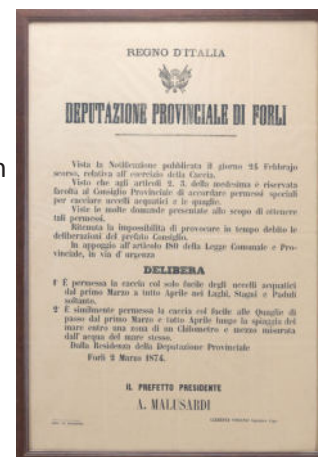 n
REGNO D'ITALIA
DEPUTAZIONE PROVINCIALE DI FORLI
Vista la Notificazione pubblicata il giorno 25 Febbrajo
scorso, relativa all'esercizio della Caccia.
Visto che agli articoli 2. 3. della medesima è riservata
facoltà al Consiglio Provinciale di accordare permessi speciali
per cacciare uccelli acquatici e le quaglie.
Viste le molte domande presentate allo scopo di ottenere
tali permessi.
Ritenuta la impossibilità di provocare in tempo debito le
deliberazioni del prefato Consiglio.
In appoggio all'articolo 180 della Legge Comunale e Pro-
vinciale, in via d'urgenza
DELIBERA
1° È permessa la caccia col solo fucile degli uccelli acquatici
dal primo Marzo a tutto Aprile nei Laghi, Stagni e Paduli
soltanto.
2° È similmente permessa la caccia col fucile alle Quaglie di
passo dal primo Marzo e tutto Aprile lungo la spiaggia del
mare entro una zona di un Chilometro e mezzo misurata
dall'acqua del mare stesso.
Dalla Residenza della Deputazione Provinciale
Forlì 2 Marzo 1874.
IL PREFETTO PRESIDENTE
A. MALUSARDI